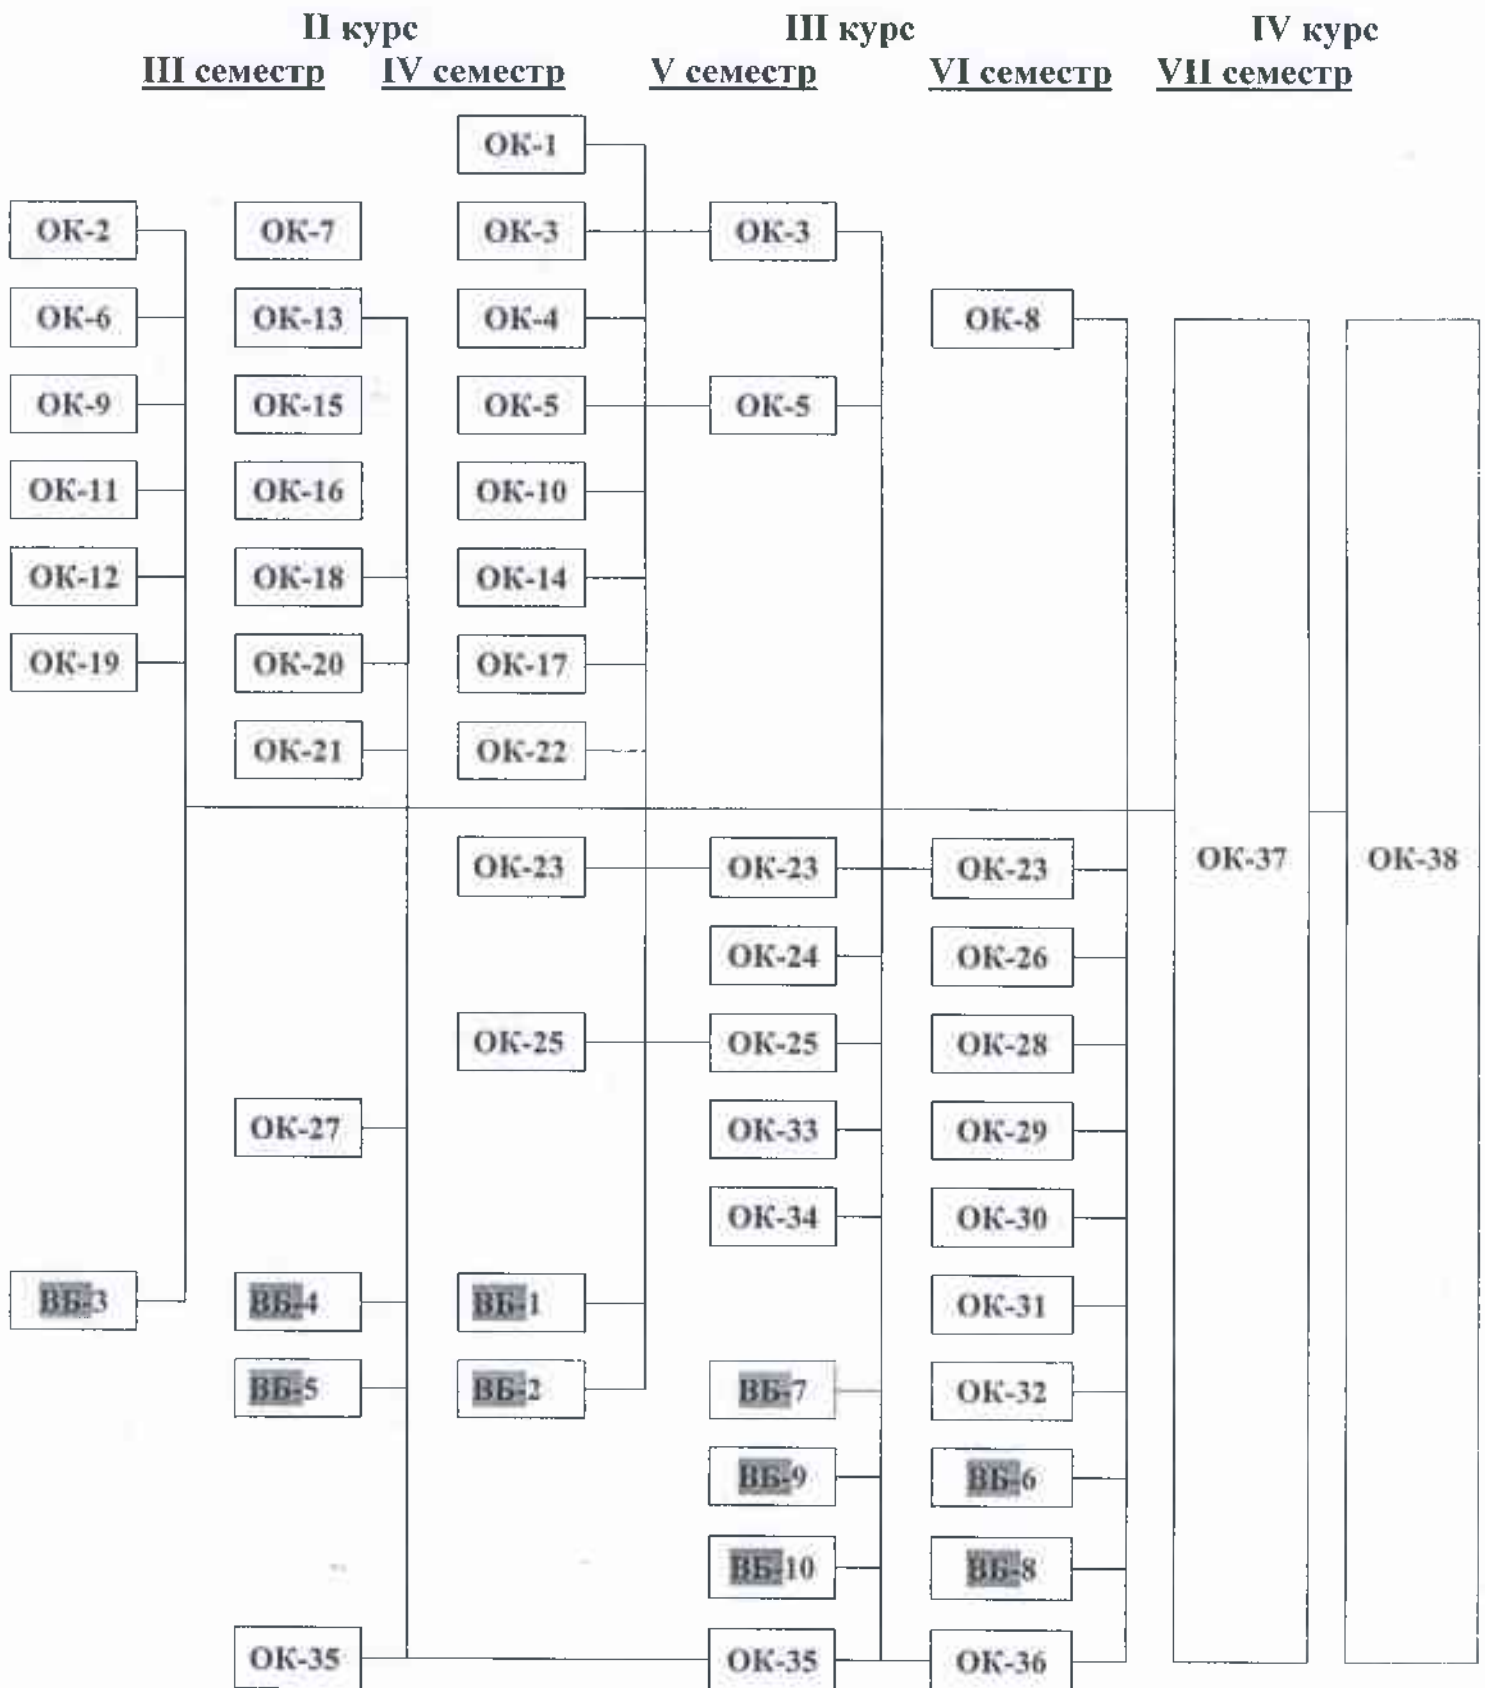 II курс III курс IV курс
III семестр IV семестр V семестр VI семестр VII семестр
ОК-1
ОК-2 ОК-7 ОК-3 ОК-3
ОК-6 ОК-13 ОК-4 ОК-8
ОК-9 ОК-15 ОК-5 ОК-5
ОК-11 ОК-16 ОК-10
ОК-12 ОК-18 ОК-14
ОК-19 ОК-20 ОК-17
ОК-21 ОК-22
ОК-23 ОК-23 ОК-23 ОК-37 ОК-38
ОК-24 ОК-26
ОК-25 ОК-25 ОК-28
ОК-27 ОК-33 ОК-29
ОК-34 ОК-30
ВБ-3 ВБ-4 ВБ-1 ОК-31
ВБ-5 ВБ-2 ВБ-7 ОК-32
ВБ-9 ВБ-6
ВБ-10 ВБ-8
ОК-35 ОК-35 ОК-36